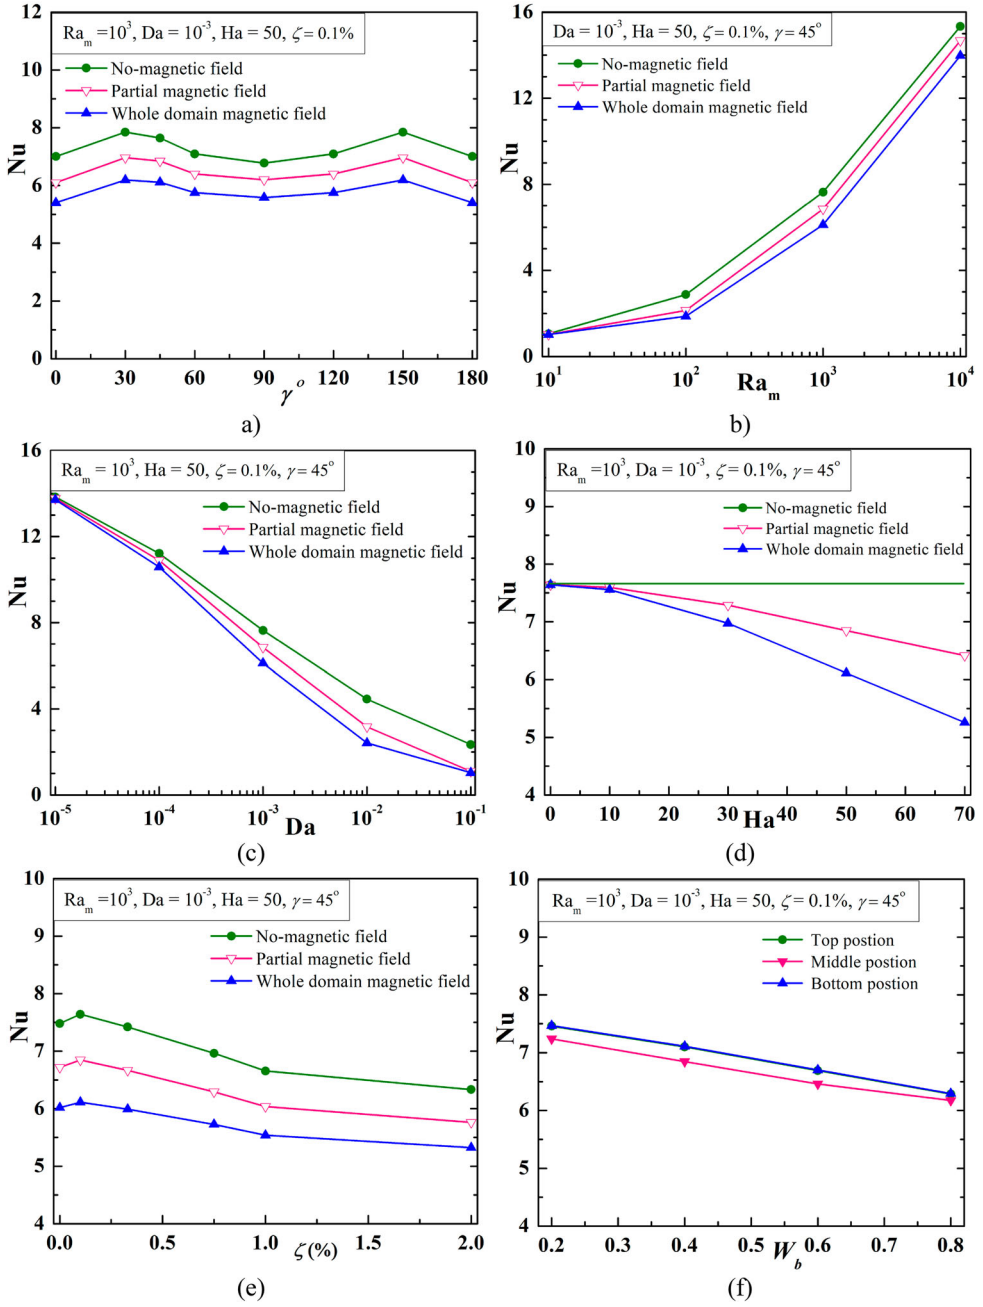 12
10
8
6
4
2
0
Nu
Ra_m = 10^3, Da = 10^-3, Ha = 50, ζ = 0.1%
No-magnetic field
Partial magnetic field
Whole domain magnetic field
0 30 60 90 120 150 180
γ^o
a)
16
12
8
4
0
Nu
Da = 10^-3, Ha = 50, ζ = 0.1%, γ = 45^o
No-magnetic field
Partial magnetic field
Whole domain magnetic field
10^1 10^2 10^3 10^4
Ra_m
b)
16
12
8
4
0
Nu
Ra_m = 10^3, Ha = 50, ζ = 0.1%, γ = 45^o
No-magnetic field
Partial magnetic field
Whole domain magnetic field
10^-5 10^-4 10^-3 10^-2 10^-1
Da
(c)
10
9
8
7
6
5
4
Nu
Ra_m = 10^3, Da = 10^-3, ζ = 0.1%, γ = 45^o
No-magnetic field
Partial magnetic field
Whole domain magnetic field
0 10 20 30 40 50 60 70
Ha
(d)
10
9
8
7
6
5
4
Nu
Ra_m = 10^3, Da = 10^-3, Ha = 50, γ = 45^o
No-magnetic field
Partial magnetic field
Whole domain magnetic field
0.0 0.5 1.0 1.5 2.0
ζ (%)
(e)
10
9
8
7
6
5
4
Nu
Ra_m = 10^3, Da = 10^-3, Ha = 50, ζ = 0.1%, γ = 45^o
Top postion
Middle postion
Bottom postion
0.2 0.3 0.4 0.5 0.6 0.7 0.8
W_b
(f)